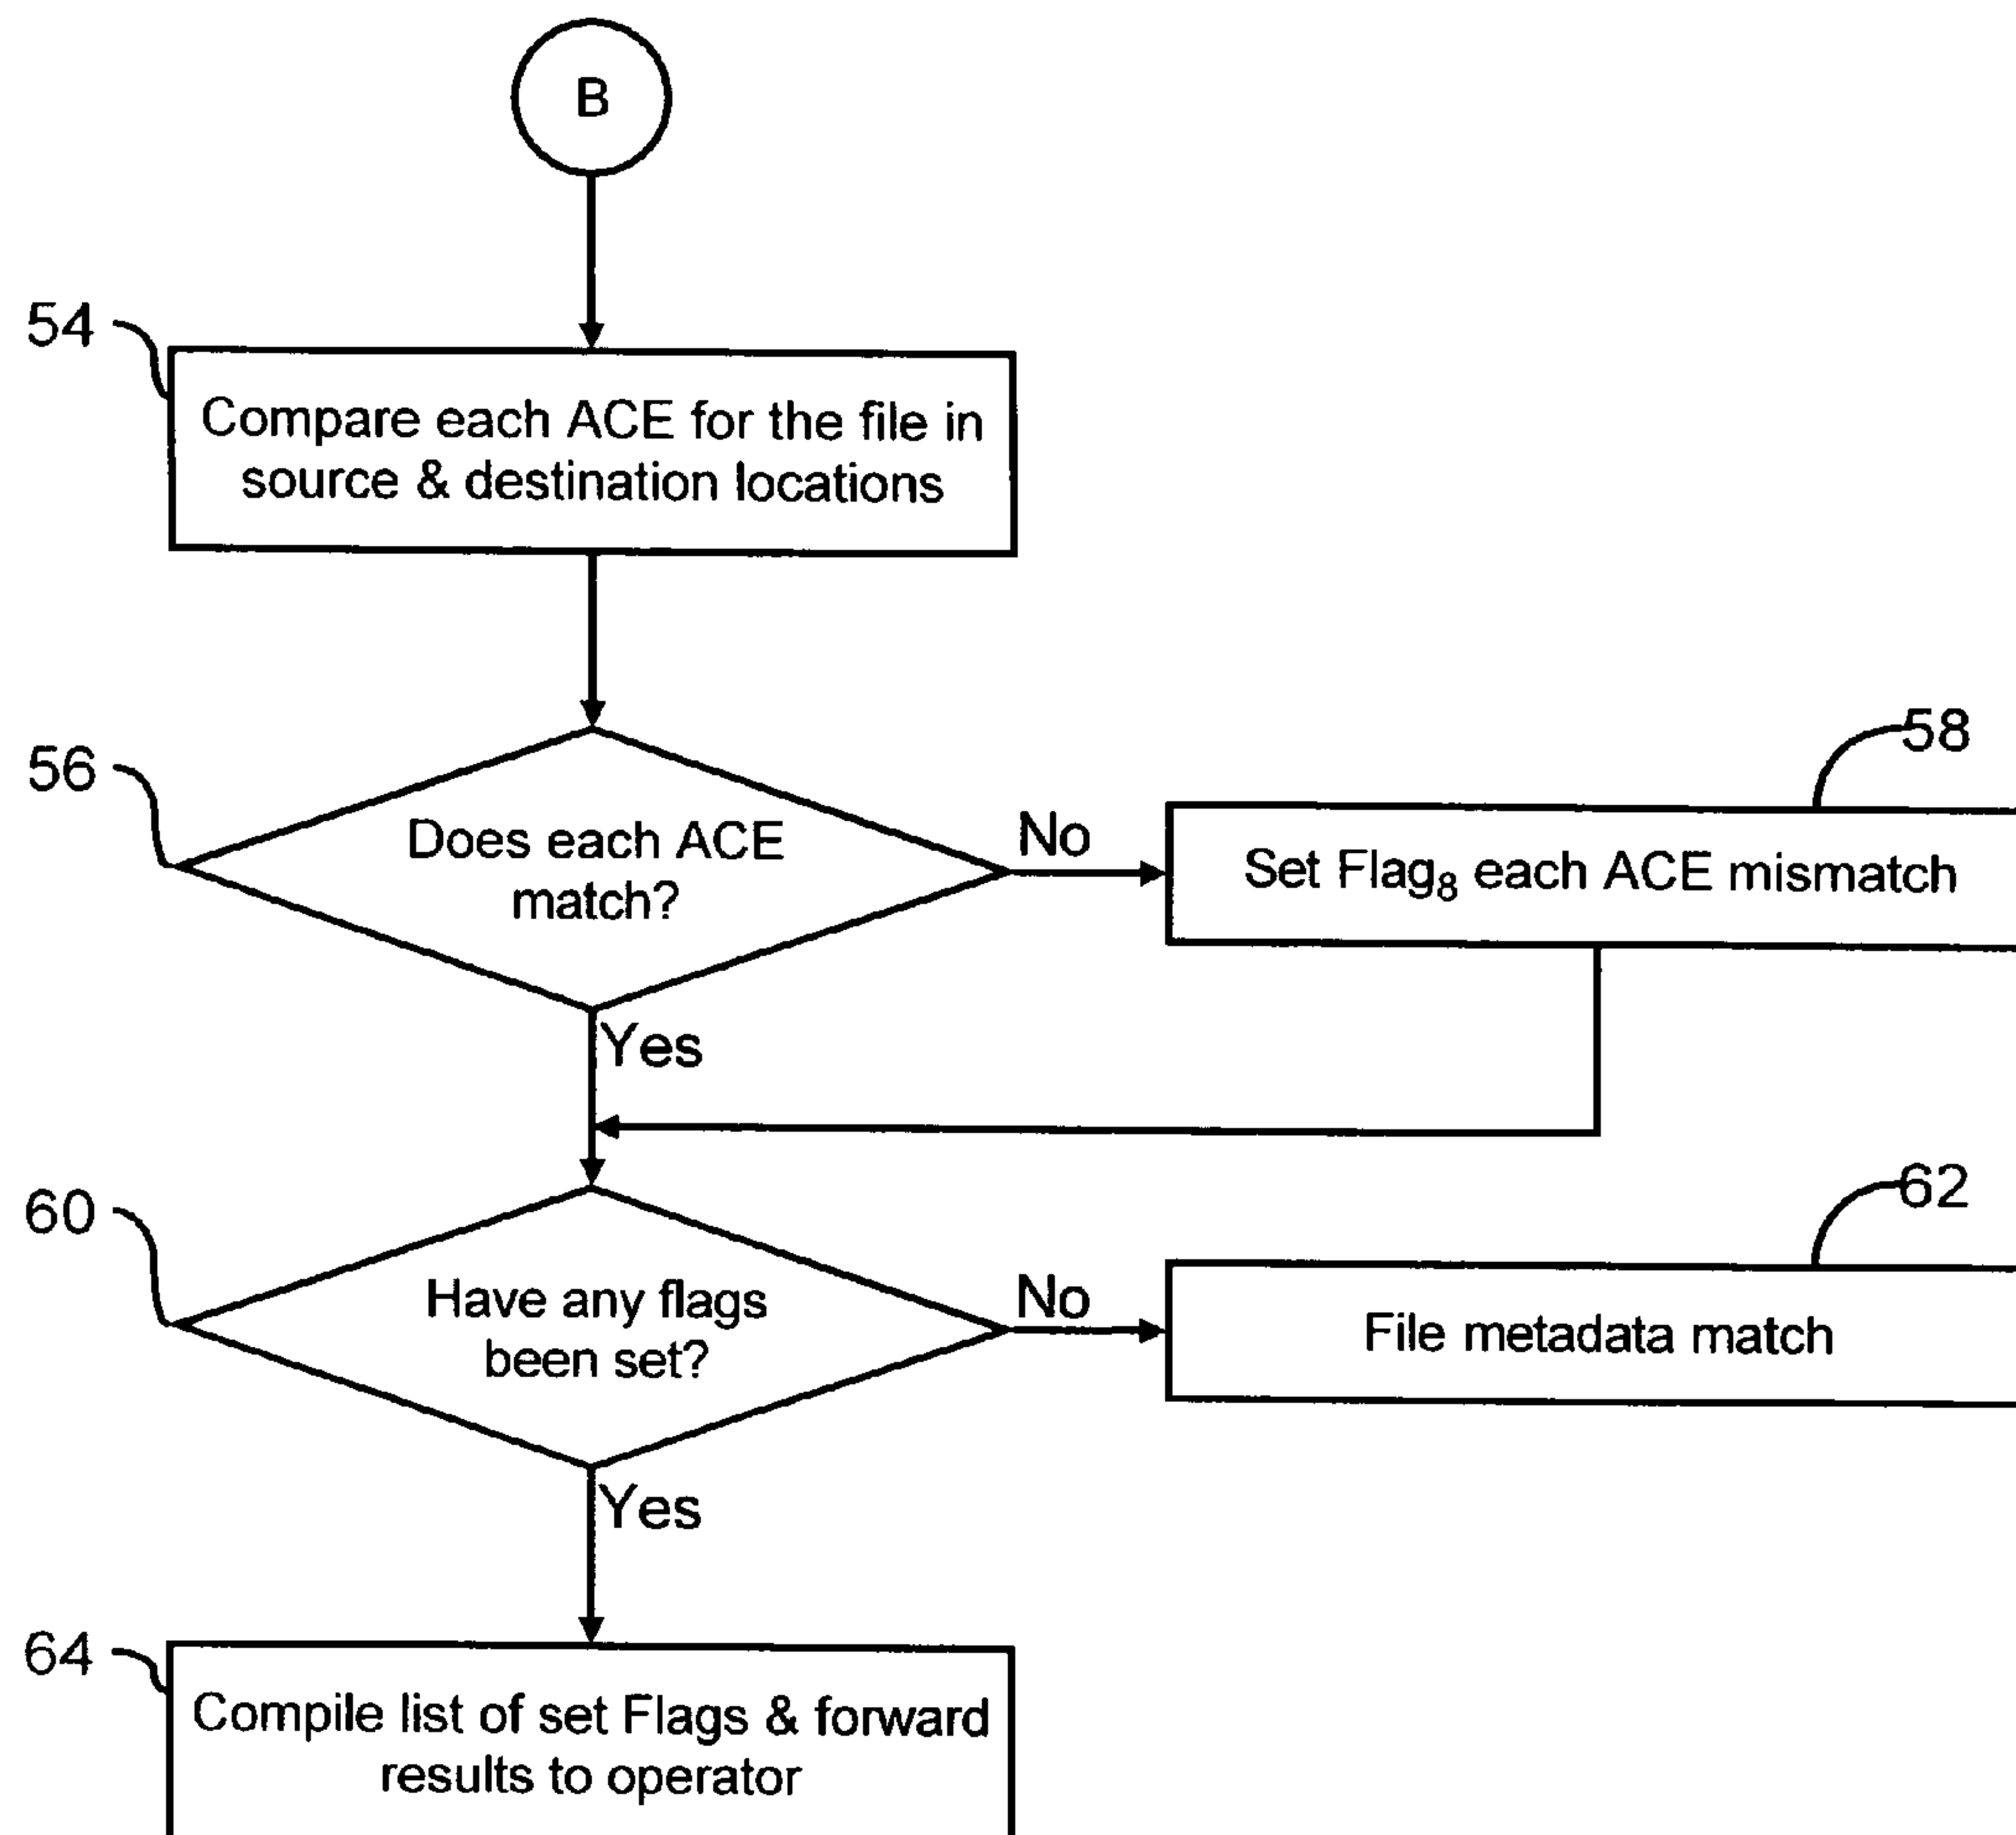 B
54
Compare each ACE for the file in
source & destination locations
56
Does each ACE
match?
No
58
Set Flag₈ each ACE mismatch
Yes
60
Have any flags
been set?
No
62
File metadata match
Yes
64
Compile list of set Flags & forward
results to operator